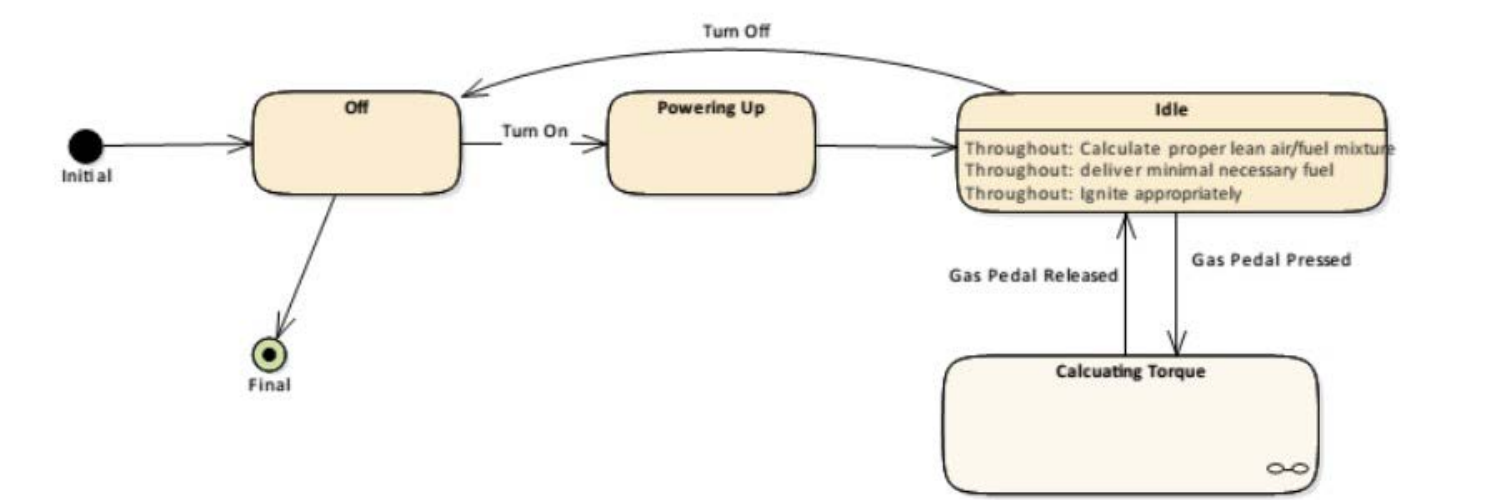 Turn Off
Off
Powering Up
Idle
Turn On
Initial
Throughout: Calculate proper lean air/fuel mixture
Throughout: deliver minimal necessary fuel
Throughout: Ignite appropriately
Gas Pedal Released
Gas Pedal Pressed
Final
Calcuating Torque